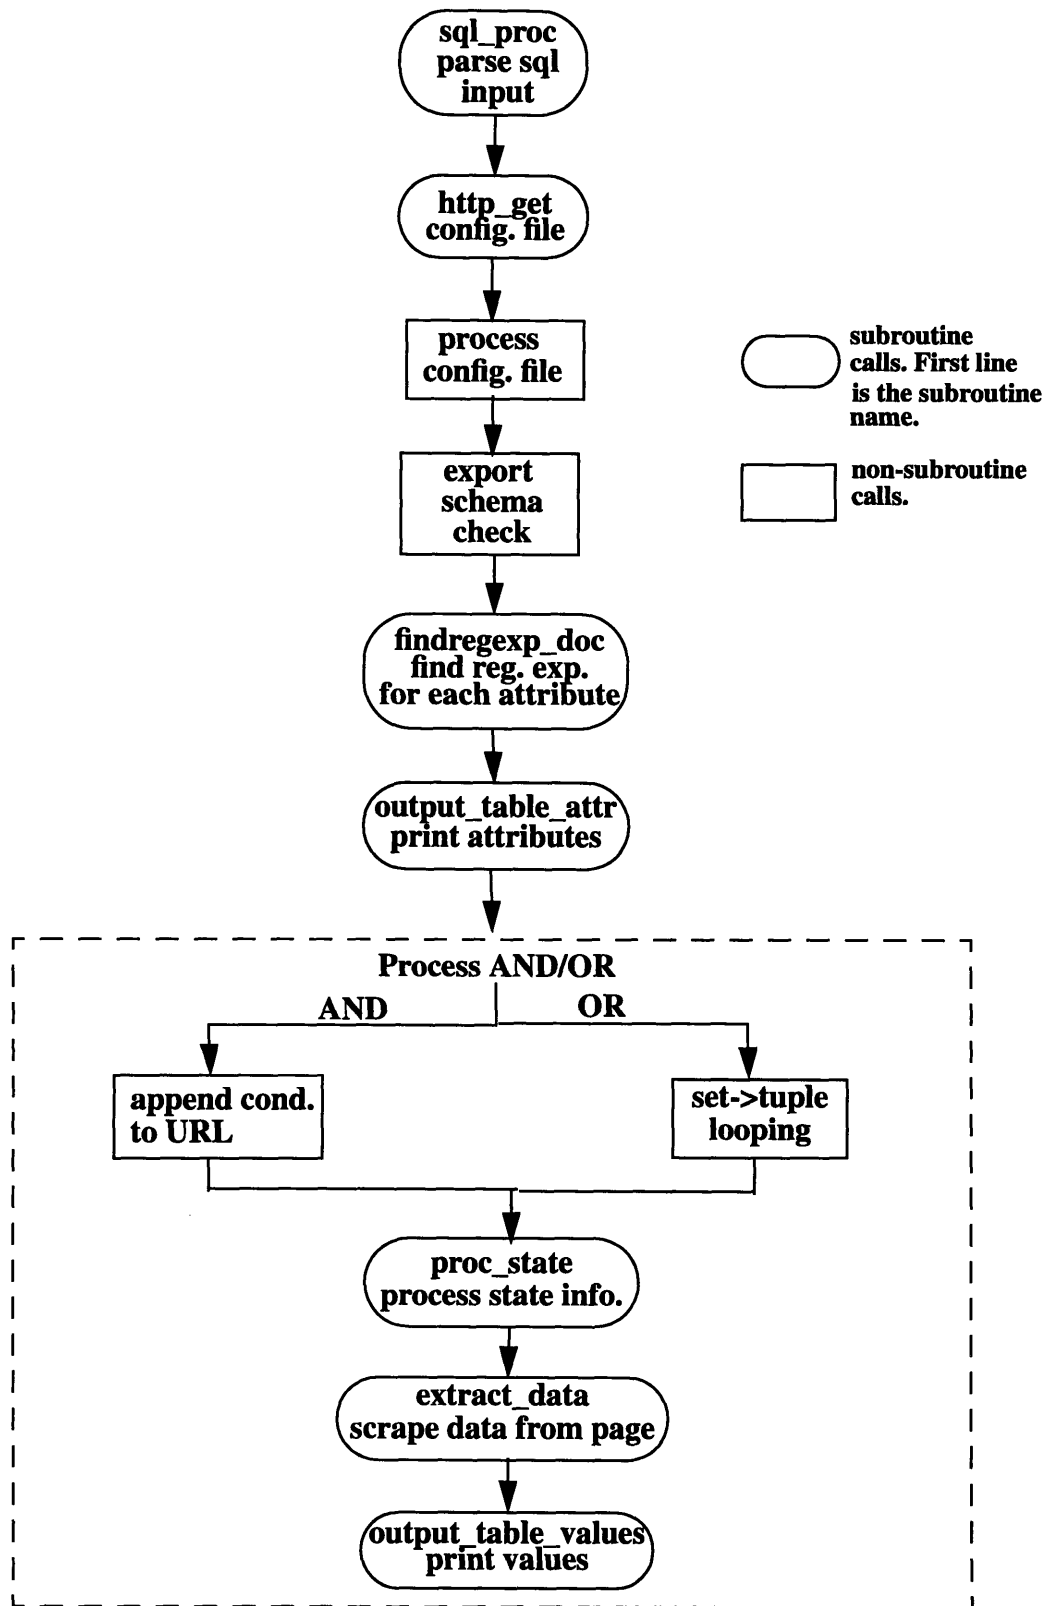 sql_proc
parse sql
input
http_get
config. file
process
config. file
subroutine
calls. First line
is the subroutine
name.
export
schema
check
non-subroutine
calls.
findregexp_doc
find reg. exp.
for each attribute
output_table_attr
print attributes
Process AND/OR
AND
OR
append cond.
to URL
set->tuple
looping
proc_state
process state info.
extract_data
scrape data from page
output_table_values
print values